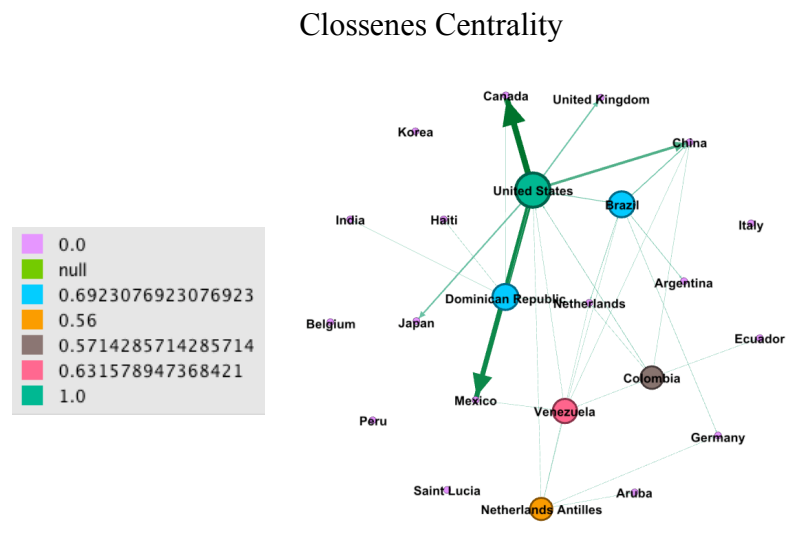 Clossenes Centrality
Canada
United Kingdom
Korea
China
United States
Brazil
India
Haiti
Italy
Argentina
Dominican Republic
Netherlands
Belgium
Japan
Ecuador
Colombia
Mexico
Venezuela
Peru
Germany
Saint Lucia
Aruba
Netherlands Antilles
0.0
null
0.6923076923076923
0.56
0.5714285714285714
0.631578947368421
1.0